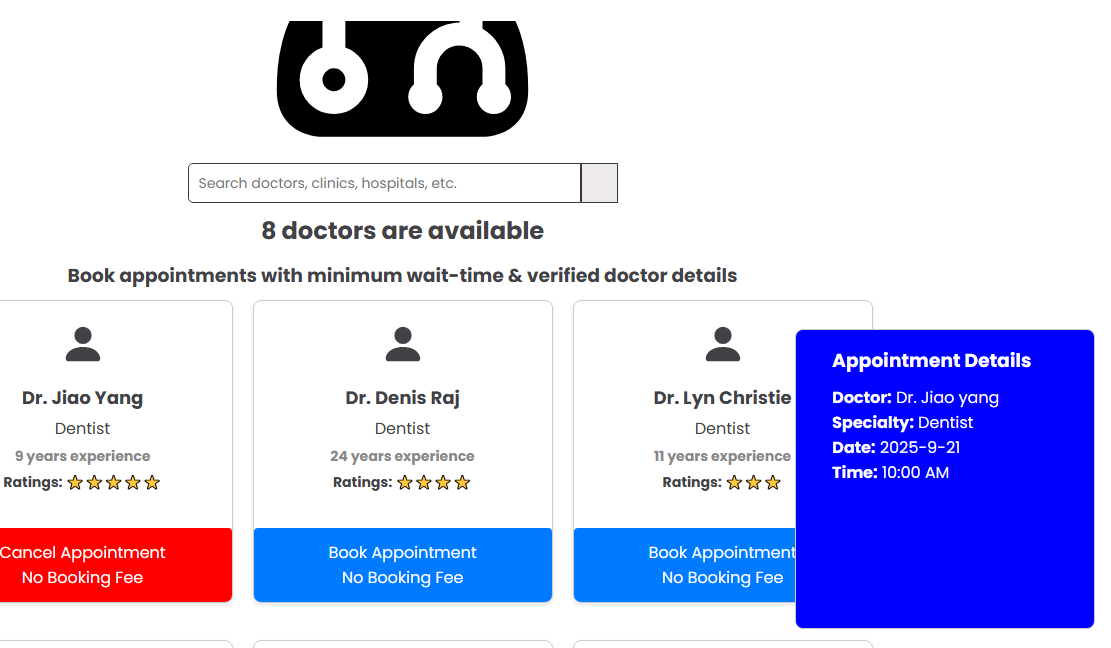 Search doctors, clinics, hospitals, etc.
8 doctors are available
Book appointments with minimum wait-time & verified doctor details
Dr. Jiao Yang
Dentist
9 years experience
Ratings:
Cancel Appointment
No Booking Fee
Dr. Denis Raj
Dentist
24 years experience
Ratings:
Book Appointment
No Booking Fee
Dr. Lyn Christie
Dentist
11 years experience
Ratings:
Book Appointment
No Booking Fee
Appointment Details
Doctor: Dr. Jiao yang
Specialty: Dentist
Date: 2025-9-21
Time: 10:00 AM